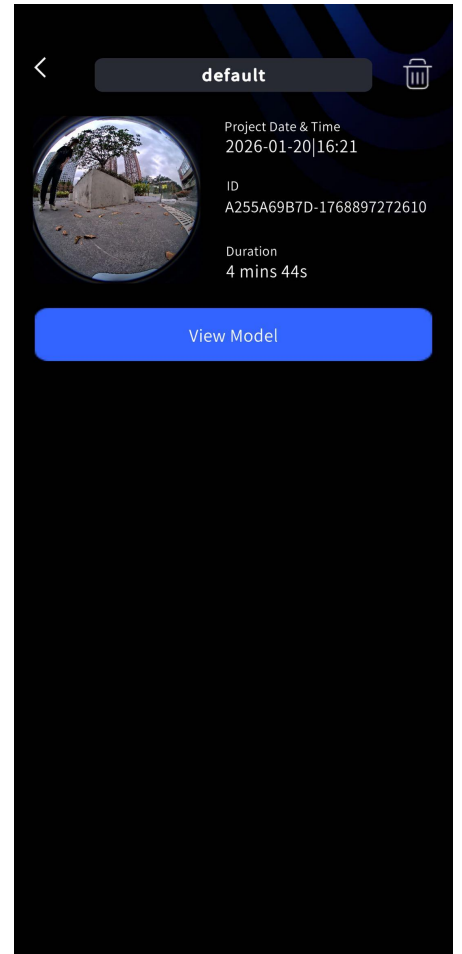 default
Project Date & Time
2026-01-20|16:21
ID
A255A69B7D-1768897272610
Duration
4 mins 44s
View Model